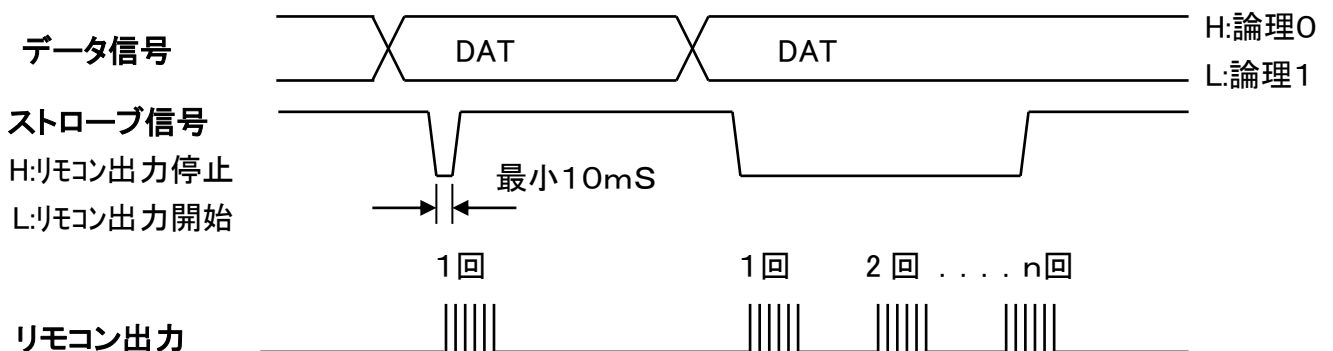 データ信号
DAT
DAT
H:論理0
L:論理1
ストローブ信号
H:リモコン出力停止
L:リモコン出力開始
最小10mS
1回
1回
2回 . . . . n回
リモコン出力